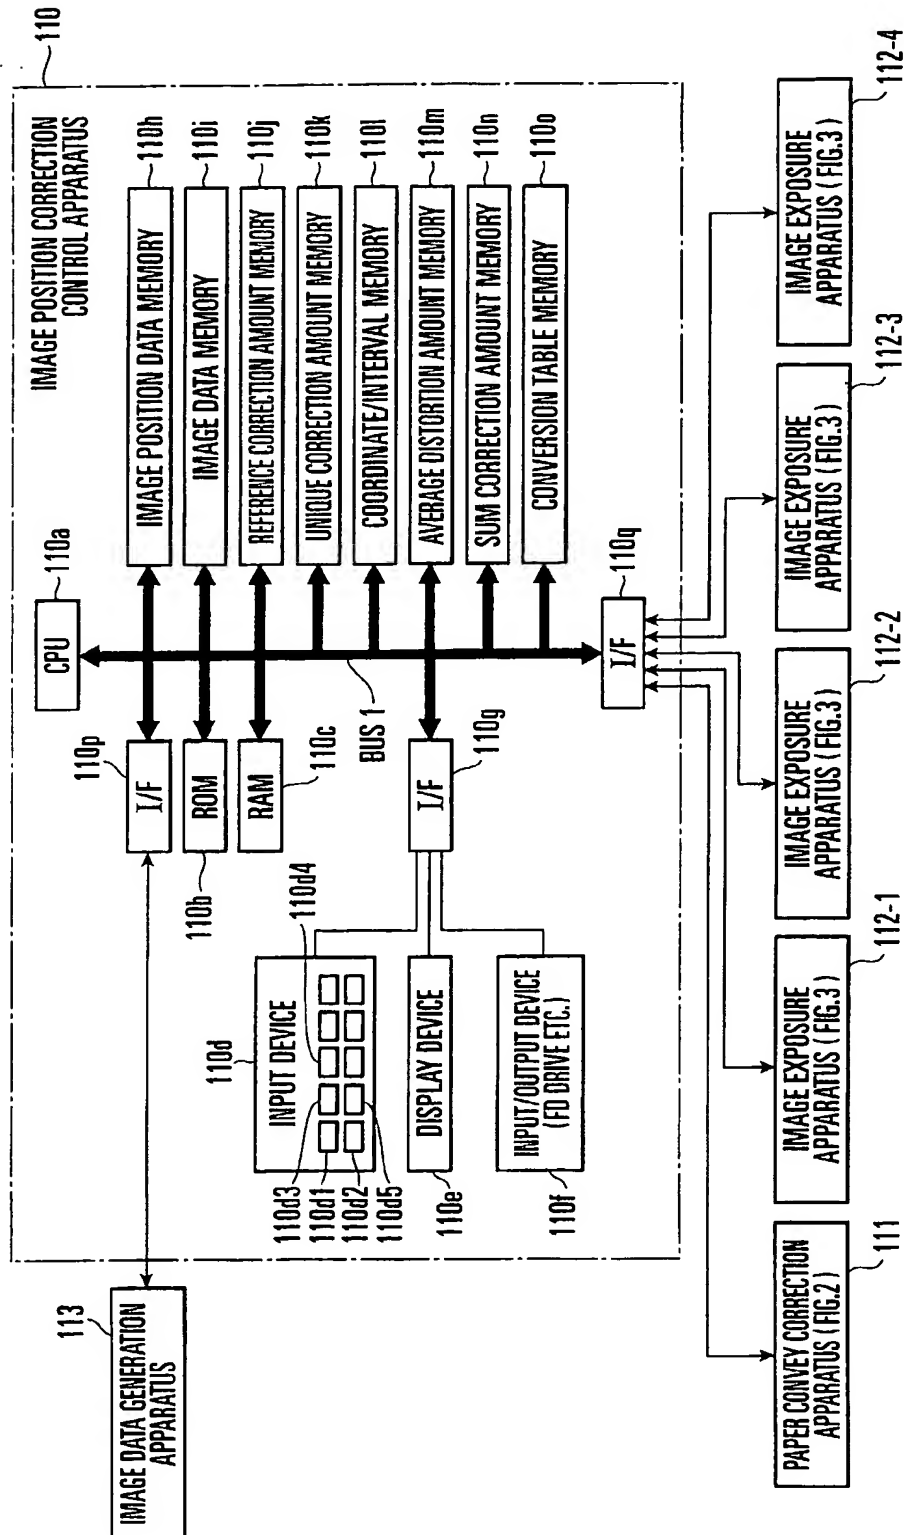 110
IMAGE POSITION CORRECTION
CONTROL APPARATUS
110a
CPU
110h
IMAGE POSITION DATA MEMORY
110i
IMAGE DATA MEMORY
110j
REFERENCE CORRECTION AMOUNT MEMORY
110k
UNIQUE CORRECTION AMOUNT MEMORY
110l
COORDINATE/INTERVAL MEMORY
110m
AVERAGE DISTORTION AMOUNT MEMORY
110n
SUM CORRECTION AMOUNT MEMORY
110o
CONVERSION TABLE MEMORY
110p
I/F
ROM
110b
RAM
110c
BUS 1
110g
I/F
110q
I/F
110d
INPUT DEVICE
110d4
110d3
110d1
110d2
110d5
DISPLAY DEVICE
110e
INPUT/OUTPUT DEVICE
(FD DRIVE ETC.)
110f
113
IMAGE DATA GENERATION
APPARATUS
PAPER CONVEY CORRECTION
APPARATUS (FIG.2)
111
IMAGE EXPOSURE
APPARATUS (FIG.3)
112-1
IMAGE EXPOSURE
APPARATUS (FIG.3)
112-2
IMAGE EXPOSURE
APPARATUS (FIG.3)
112-3
IMAGE EXPOSURE
APPARATUS (FIG.3)
112-4